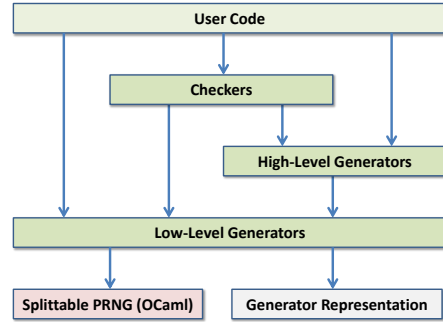 User Code
Checkers
High-Level Generators
Low-Level Generators
Splittable PRNG (OCaml)
Generator Representation